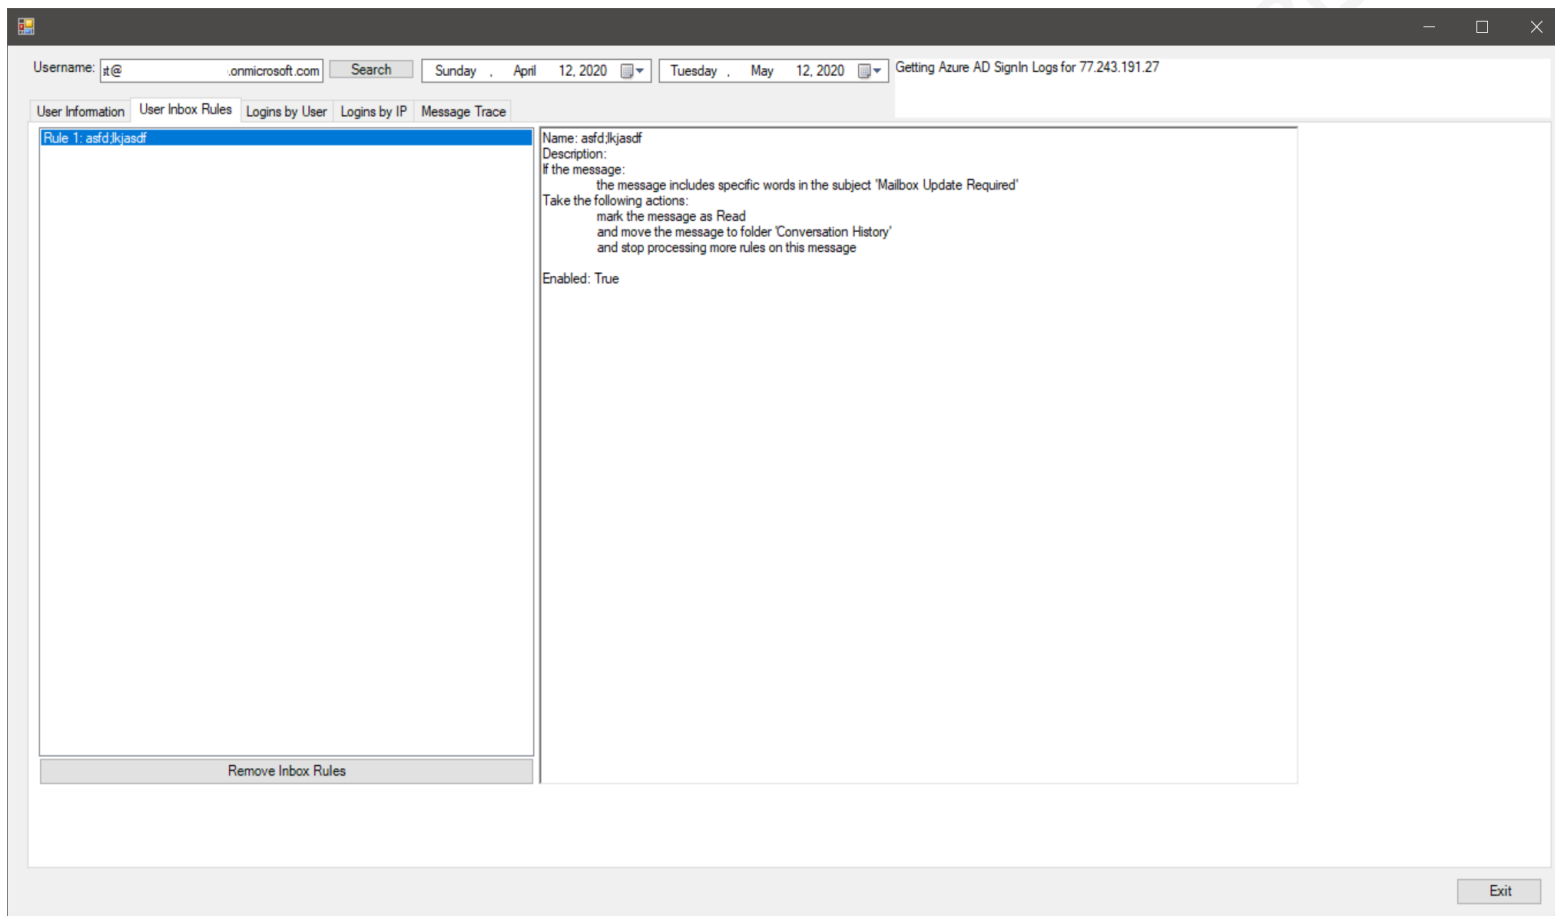 Username: st@ .onmicrosoft.com Search Sunday , April 12, 2020 Tuesday , May 12, 2020 Getting Azure AD SignIn Logs for 77.243.191.27
User Information User Inbox Rules Logins by User Logins by IP Message Trace
Rule 1: asfd;lkjasdf
Name: asfd;lkjasdf
Description:
If the message:
the message includes specific words in the subject 'Mailbox Update Required'
Take the following actions:
mark the message as Read
and move the message to folder 'Conversation History'
and stop processing more rules on this message
Enabled: True
Remove Inbox Rules
Exit